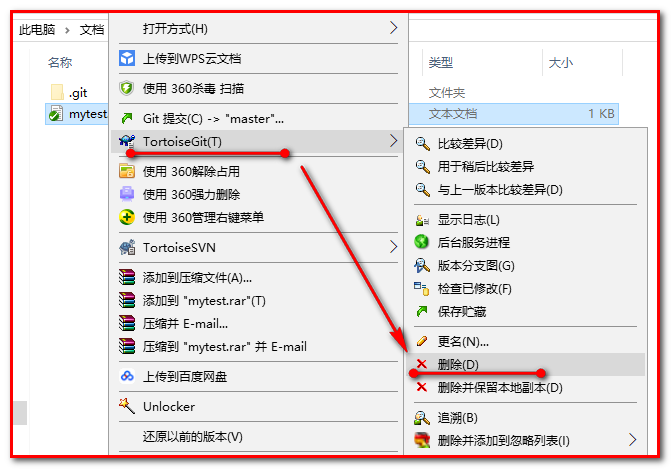 此电脑 > 文档
名称
类型
大小
.git
文件夹
mytest.
文本文档
1 KB
打开方式(H)
上传到WPS云文档
使用 360杀毒 扫描
Git 提交(C) -> "master"...
TortoiseGit(T)
使用 360解除占用
使用 360强力删除
使用 360管理右键菜单
TortoiseSVN
添加到压缩文件(A)...
添加到 "mytest.rar"(T)
压缩并 E-mail...
压缩到 "mytest.rar" 并 E-mail
上传到百度网盘
Unlocker
还原以前的版本(V)
比较差异(D)
用于稍后比较差异
与上一版本比较差异(D)
显示日志(L)
后台服务进程
版本分支图(G)
检查已修改(F)
保存贮藏
更名(N)...
删除(D)
删除并保留本地副本(D)
追溯(B)
删除并添加到忽略列表(I)